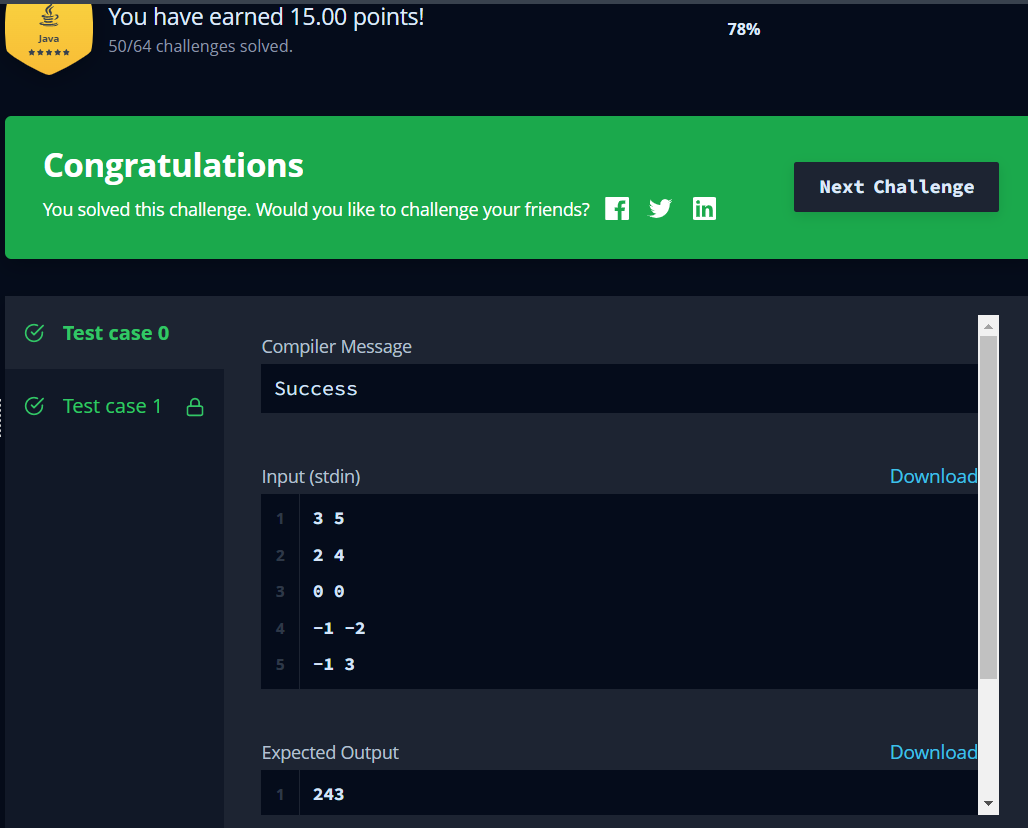 You have earned 15.00 points!
Java
50/64 challenges solved.
78%
Congratulations
You solved this challenge. Would you like to challenge your friends?
Next Challenge
Test case 0
Test case 1
Compiler Message
Success
Input (stdin)
Download
1 3 5
2 2 4
3 0 0
4 −1 −2
5 −1 3
Expected Output
Download
1 243